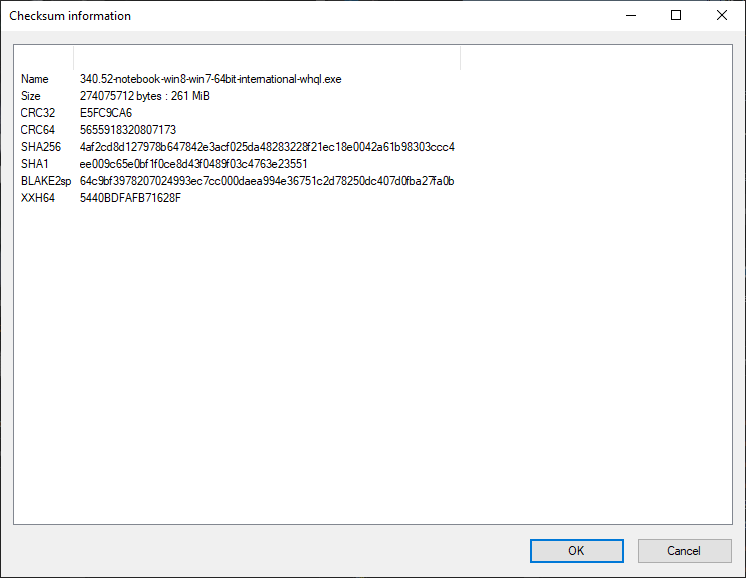 Checksum information
Name 340.52-notebook-win8-win7-64bit-international-whql.exe
Size 274075712 bytes : 261 MiB
CRC32 E5FC9CA6
CRC64 5655918320807173
SHA256 4af2cd8d127978b647842e3acf025da48283228f21ec18e0042a61b98303ccc4
SHA1 ee009c65e0bf1f0ce8d43f0489f03c4763e23551
BLAKE2sp 64c9bf3978207024993ec7cc000daea994e36751c2d78250dc407d0fba27fa0b
XXH64 5440BDFAFB71628F
OK Cancel